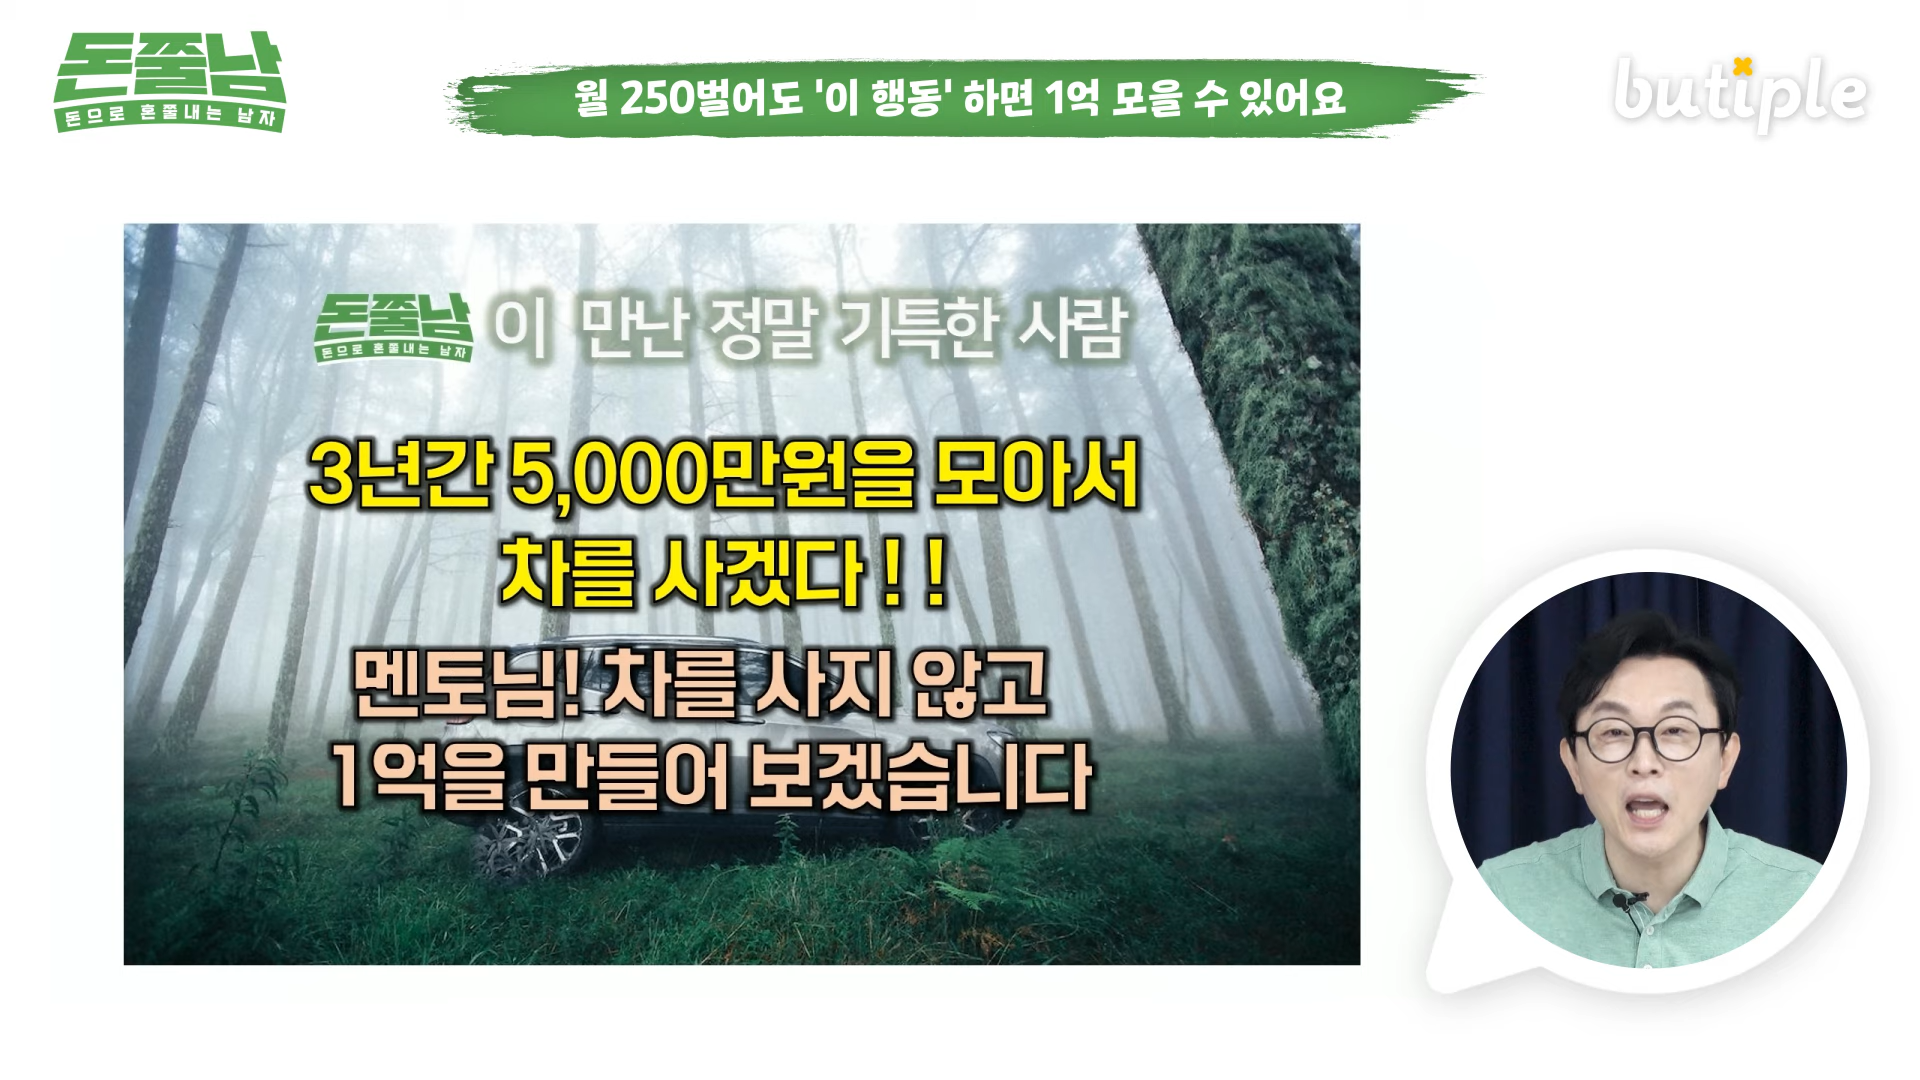 돈쭐남
돈으로 혼쭐내는 남자
월 250벌어도 '이 행동' 하면 1억 모을 수 있어요
butiple
돈쭐남 이 만난 정말 기특한 사람
돈으로 혼쭐내는 남자
3년간 5,000만원을 모아서
차를 사겠다 ! !
멘토님! 차를 사지 않고
1억을 만들어 보겠습니다